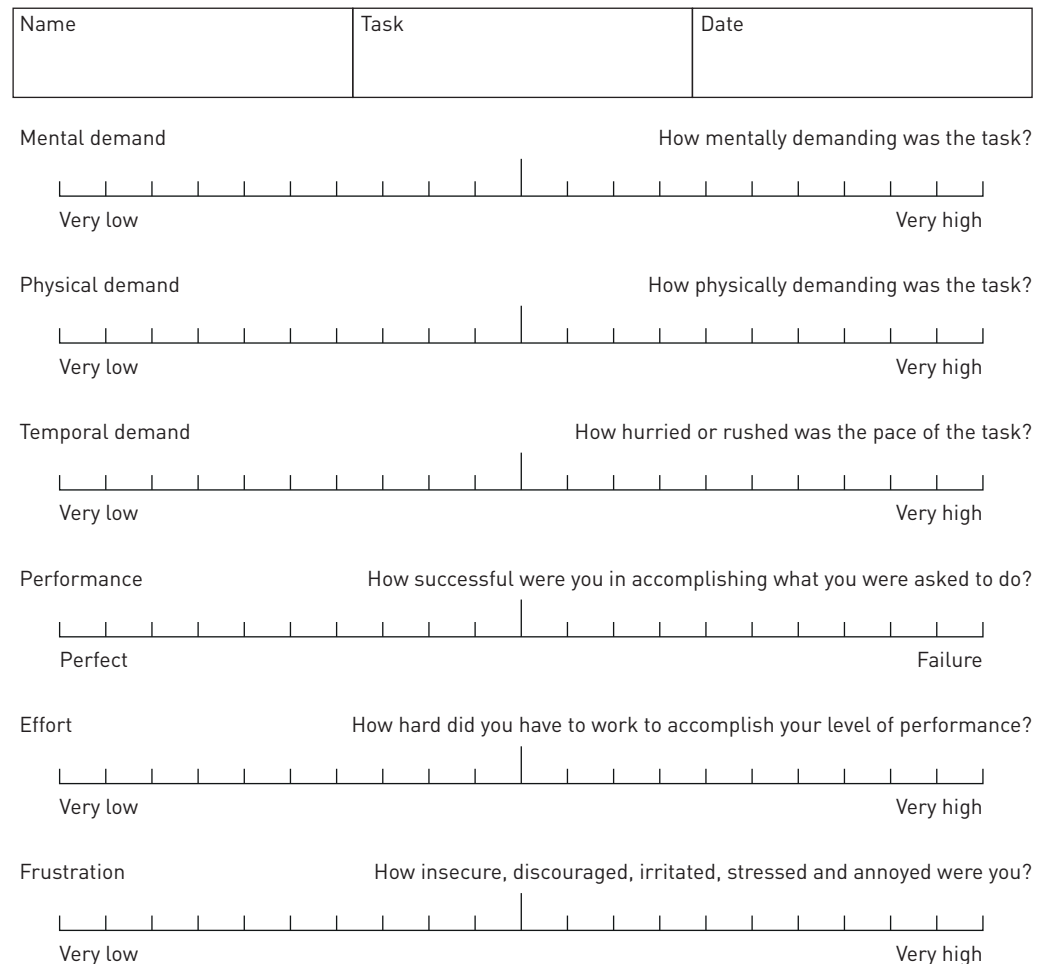 Name Task Date
Mental demand How mentally demanding was the task?
Very low Very high
Physical demand How physically demanding was the task?
Very low Very high
Temporal demand How hurried or rushed was the pace of the task?
Very low Very high
Performance How successful were you in accomplishing what you were asked to do?
Perfect Failure
Effort How hard did you have to work to accomplish your level of performance?
Very low Very high
Frustration How insecure, discouraged, irritated, stressed and annoyed were you?
Very low Very high